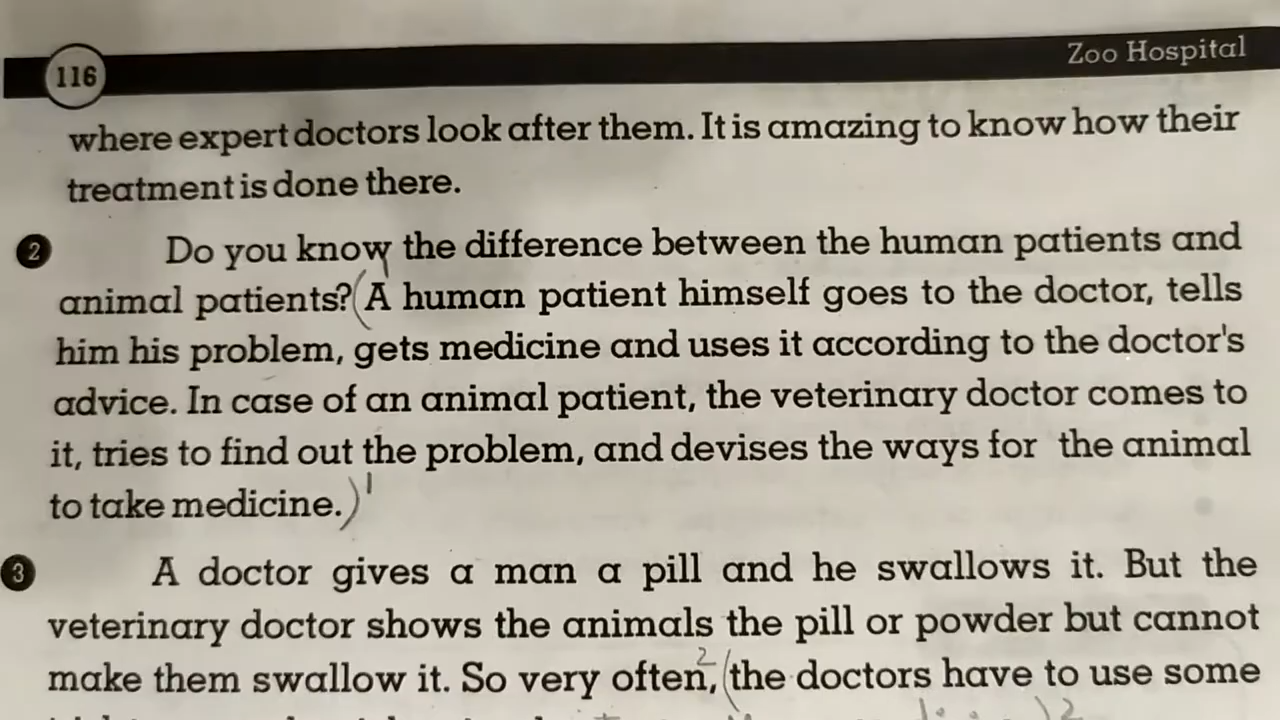 116
Zoo Hospital
where expert doctors look after them. It is amazing to know how their
treatment is done there.
2 Do you know the difference between the human patients and
animal patients? (A human patient himself goes to the doctor, tells
him his problem, gets medicine and uses it according to the doctor's
advice. In case of an animal patient, the veterinary doctor comes to
it, tries to find out the problem, and devises the ways for the animal
to take medicine.) 1
3 A doctor gives a man a pill and he swallows it. But the
veterinary doctor shows the animals the pill or powder but cannot
make them swallow it. So very often, 2 (the doctors have to use some